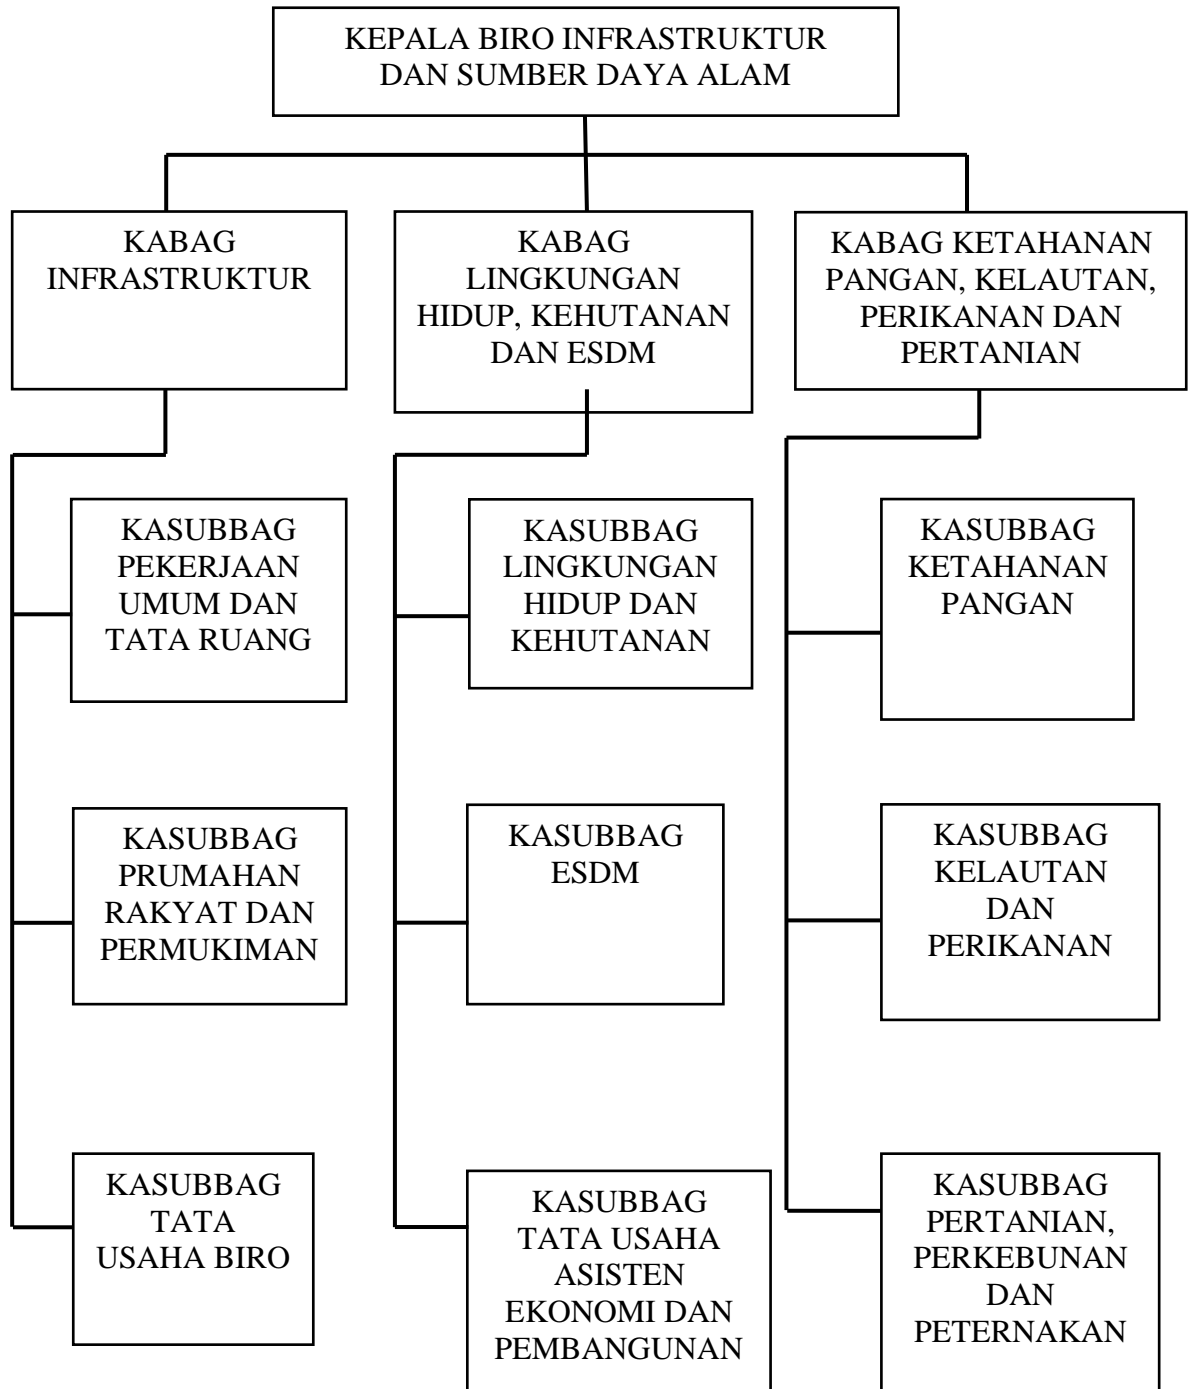 KEPALA BIRO INFRASTRUKTUR
DAN SUMBER DAYA ALAM
KABAG
INFRASTRUKTUR
KABAG
LINGKUNGAN
HIDUP, KEHUTANAN
DAN ESDM
KABAG KETAHANAN
PANGAN, KELAUTAN,
PERIKANAN DAN
PERTANIAN
KASUBBAG
PEKERJAAN
UMUM DAN
TATA RUANG
KASUBBAG
LINGKUNGAN
HIDUP DAN
KEHUTANAN
KASUBBAG
KETAHANAN
PANGAN
KASUBBAG
PRUMAHAN
RAKYAT DAN
PERMUKIMAN
KASUBBAG
ESDM
KASUBBAG
KELAUTAN
DAN
PERIKANAN
KASUBBAG
TATA
USAHA BIRO
KASUBBAG
TATA USAHA
ASISTEN
EKONOMI DAN
PEMBANGUNAN
KASUBBAG
PERTANIAN,
PERKEBUNAN
DAN
PETERNAKAN